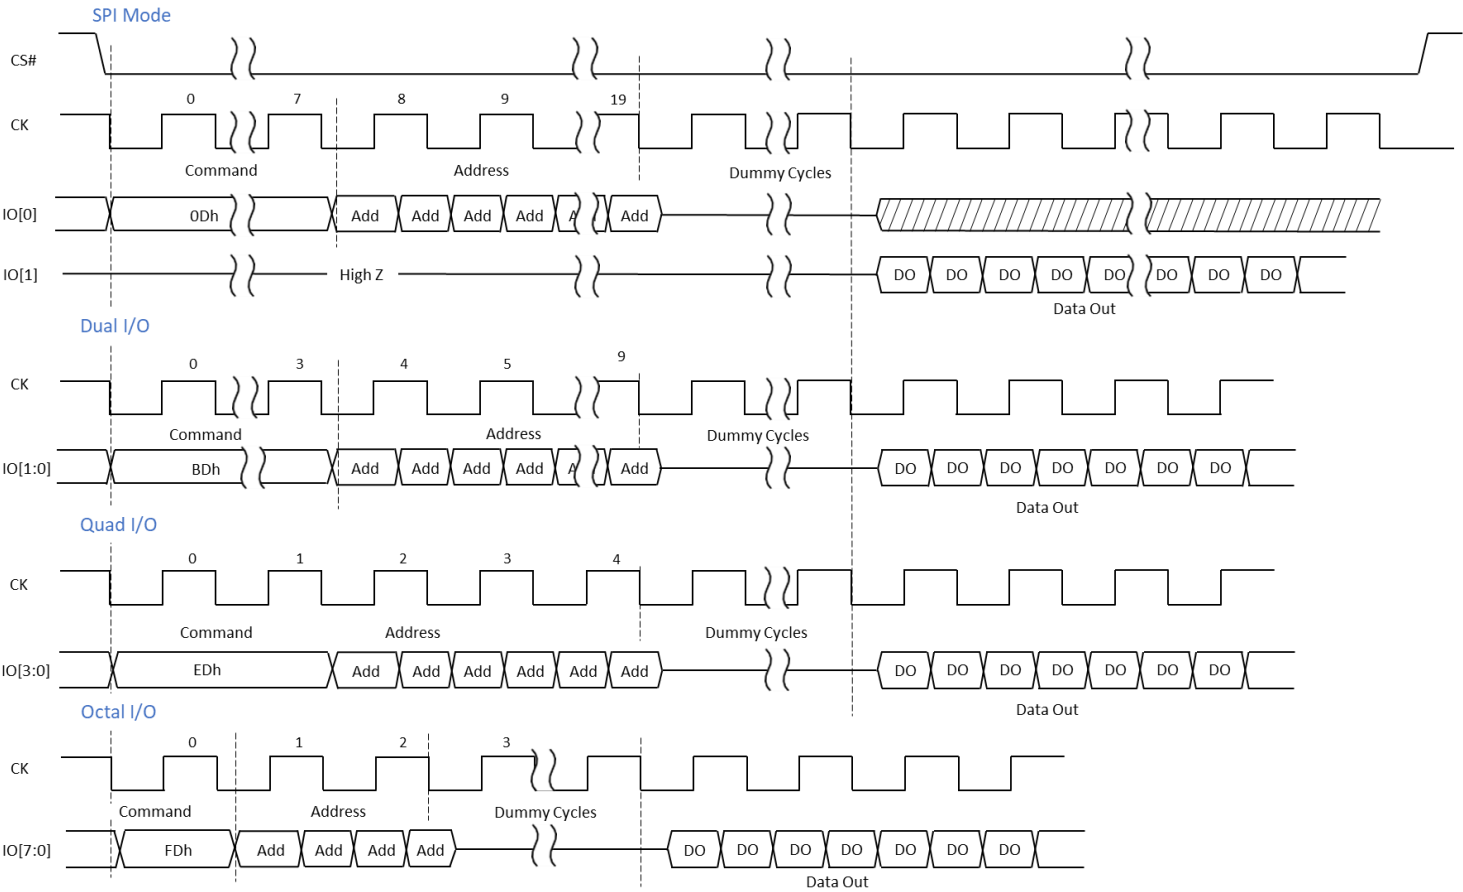 SPI Mode
CS#
0 7 8 9 19
CK
Command Address Dummy Cycles
IO[0] 0Dh Add Add Add Add A Add
IO[1] High Z DO DO DO DO DO DO DO DO
Data Out
Dual I/O
0 3 4 5 9
CK
Command Address Dummy Cycles
IO[1:0] BDh Add Add Add Add A Add DO DO DO DO DO DO DO
Data Out
Quad I/O
0 1 2 3 4
CK
Command Address Dummy Cycles
IO[3:0] EDh Add Add Add Add Add Add DO DO DO DO DO DO DO
Data Out
Octal I/O
0 1 2 3
CK
Command Address Dummy Cycles
IO[7:0] FDh Add Add Add Add DO DO DO DO DO DO DO
Data Out